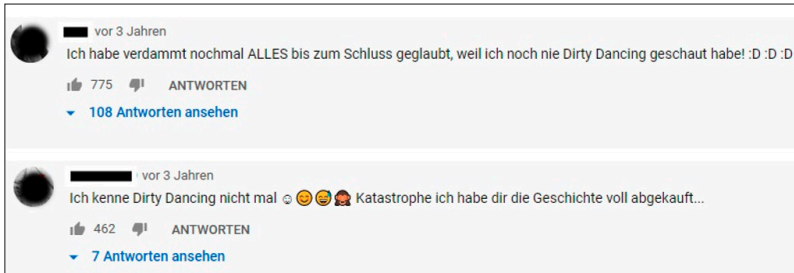 vor 3 Jahren
Ich habe verdammt nochmal ALLES bis zum Schluss geglaubt, weil ich noch nie Dirty Dancing geschaut habe! :D :D :D
775 ANTWORTEN
108 Antworten ansehen
vor 3 Jahren
Ich kenne Dirty Dancing nicht mal ☺😊😅🙈 Katastrophe ich habe dir die Geschichte voll abgekauft...
462 ANTWORTEN
7 Antworten ansehen